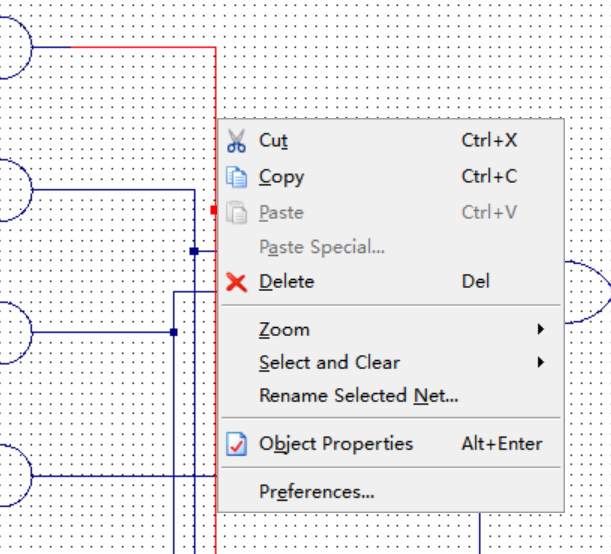 Cut Ctrl+X
Copy Ctrl+C
Paste Ctrl+V
Paste Special...
Delete Del
Zoom
Select and Clear
Rename Selected Net...
Object Properties Alt+Enter
Preferences...